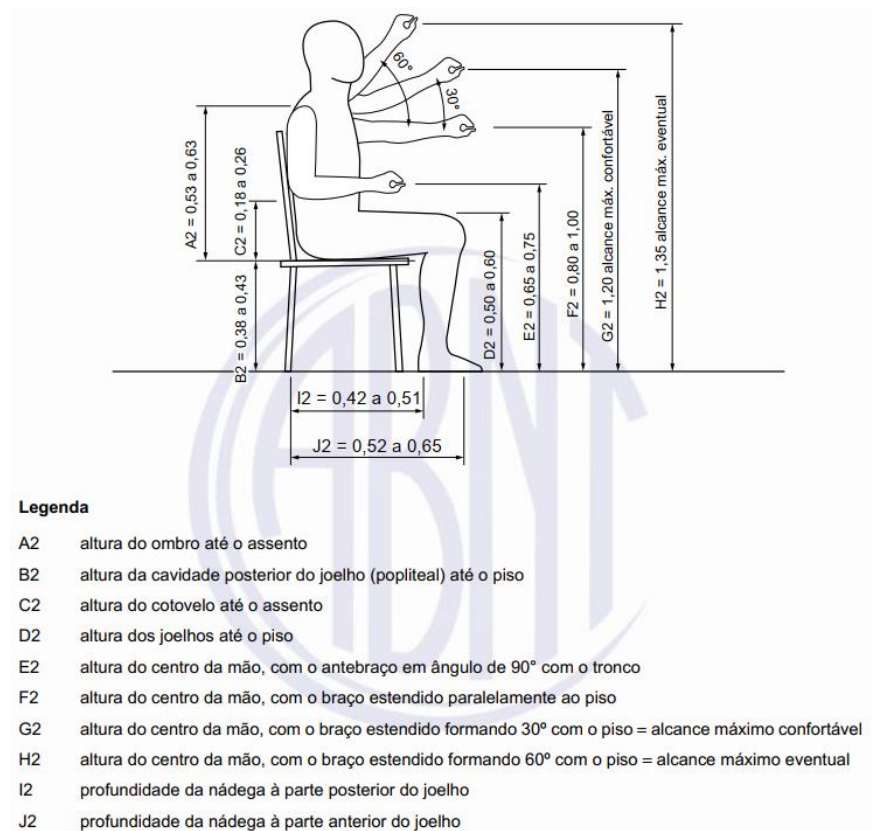 60°
30°
A2 = 0,53 a 0,63
C2 = 0,18 a 0,26
B2 = 0,38 a 0,43
D2 = 0,50 a 0,60
E2 = 0,65 a 0,75
F2 = 0,80 a 1,00
G2 = 1,20 alcance máx. confortável
H2 = 1,35 alcance máx. eventual
I2 = 0,42 a 0,51
J2 = 0,52 a 0,65
ABNT
Legenda
A2 altura do ombro até o assento
B2 altura da cavidade posterior do joelho (popliteal) até o piso
C2 altura do cotovelo até o assento
D2 altura dos joelhos até o piso
E2 altura do centro da mão, com o antebraço em ângulo de 90° com o tronco
F2 altura do centro da mão, com o braço estendido paralelamente ao piso
G2 altura do centro da mão, com o braço estendido formando 30º com o piso = alcance máximo confortável
H2 altura do centro da mão, com o braço estendido formando 60º com o piso = alcance máximo eventual
I2 profundidade da nádega à parte posterior do joelho
J2 profundidade da nádega à parte anterior do joelho